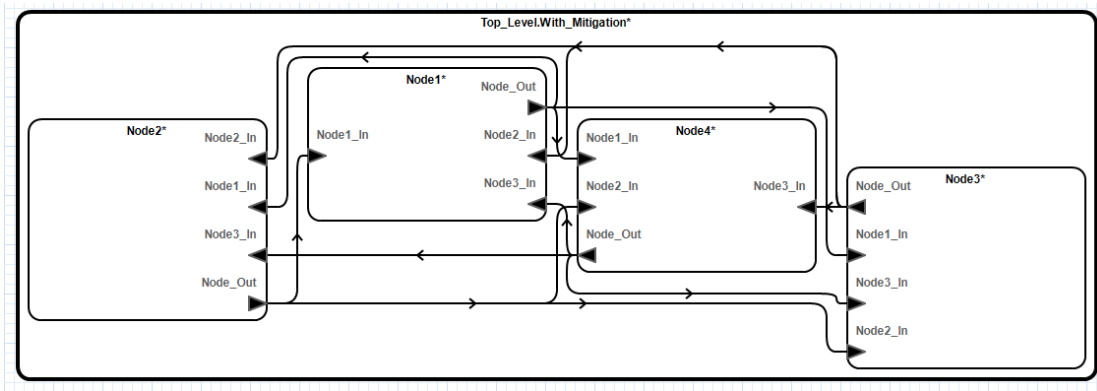 Top_Level.With_Mitigation*
Node1*
Node_Out
Node1_In
Node2_In
Node3_In
Node2*
Node2_In
Node1_In
Node3_In
Node_Out
Node4*
Node1_In
Node2_In
Node3_In
Node_Out
Node3*
Node_Out
Node1_In
Node3_In
Node2_In